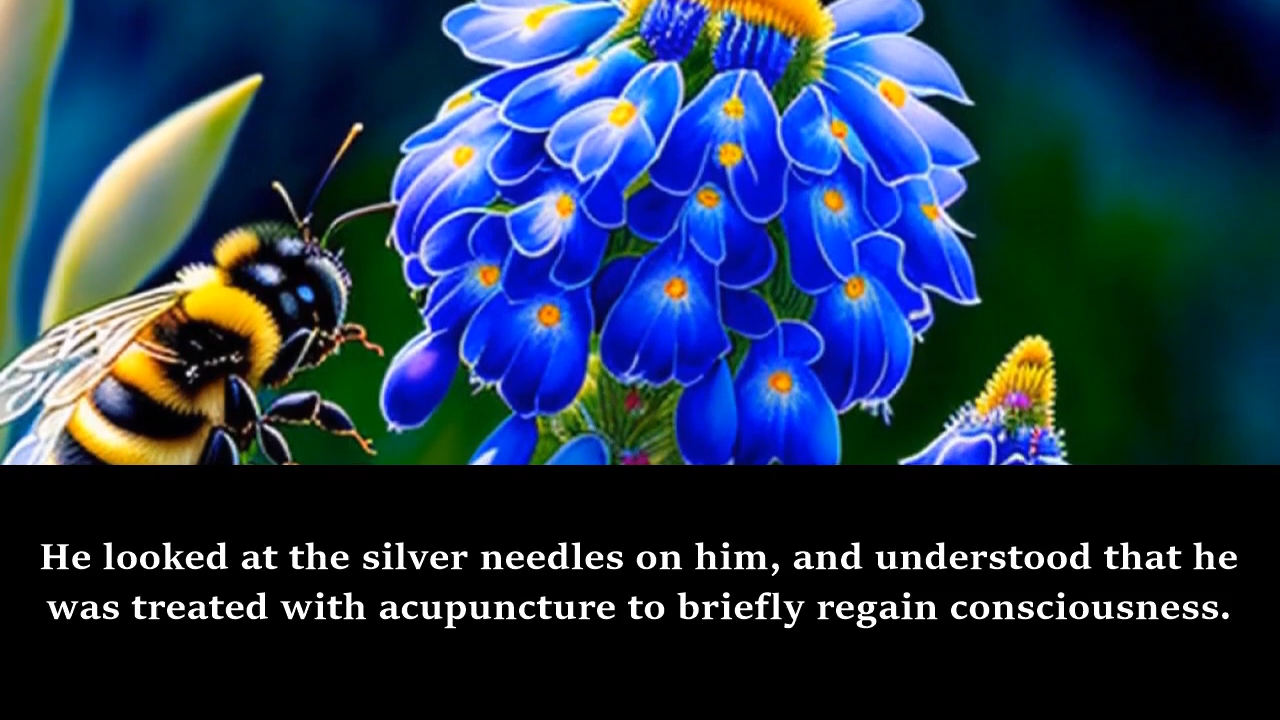 He looked at the silver needles on him, and understood that he
was treated with acupuncture to briefly regain consciousness.